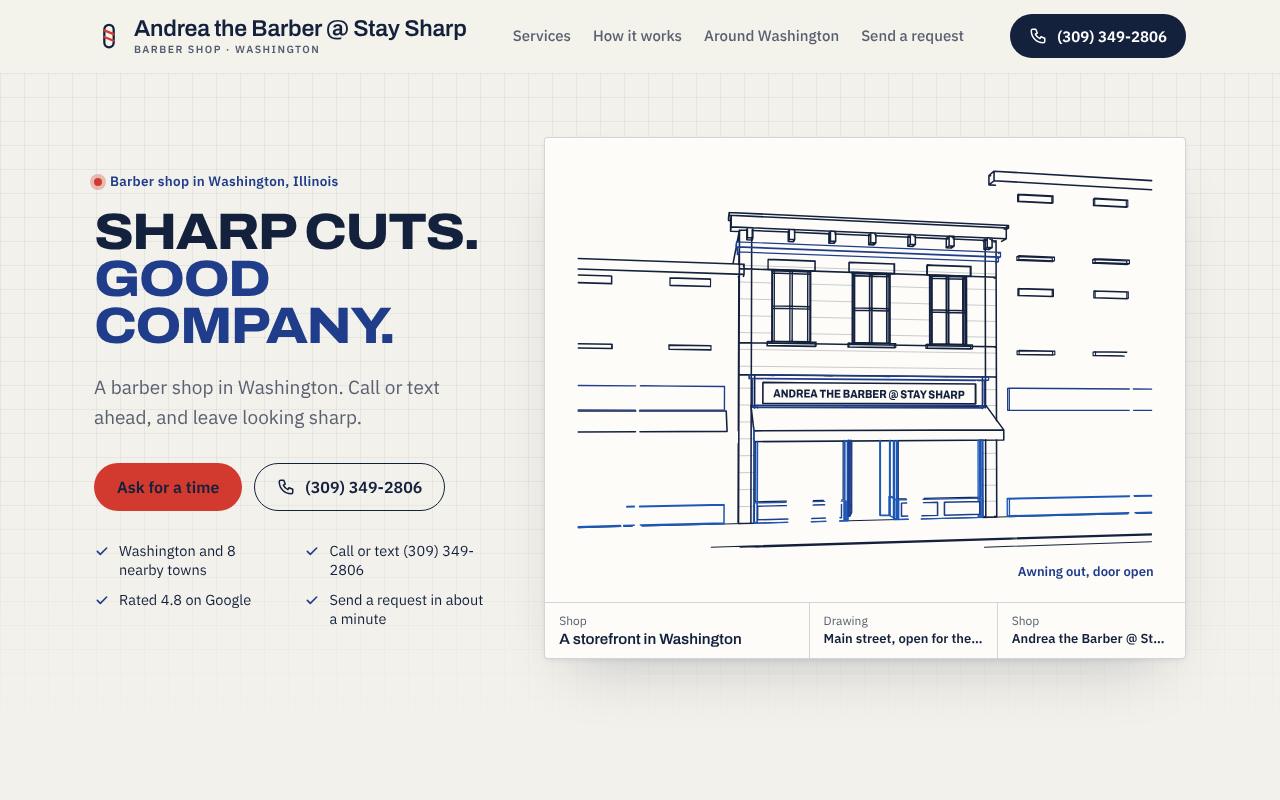 Andrea the Barber @ Stay Sharp
BARBER SHOP · WASHINGTON
Services
How it works
Around Washington
Send a request
(309) 349-2806
Barber shop in Washington, Illinois
SHARP CUTS.
GOOD
COMPANY.
A barber shop in Washington. Call or text
ahead, and leave looking sharp.
Ask for a time
(309) 349-2806
Washington and 8
nearby towns
Call or text (309) 349-
2806
Rated 4.8 on Google
Send a request in about
a minute
ANDREA THE BARBER @ STAY SHARP
Awning out, door open
Shop
A storefront in Washington
Drawing
Main street, open for the...
Shop
Andrea the Barber @ St...